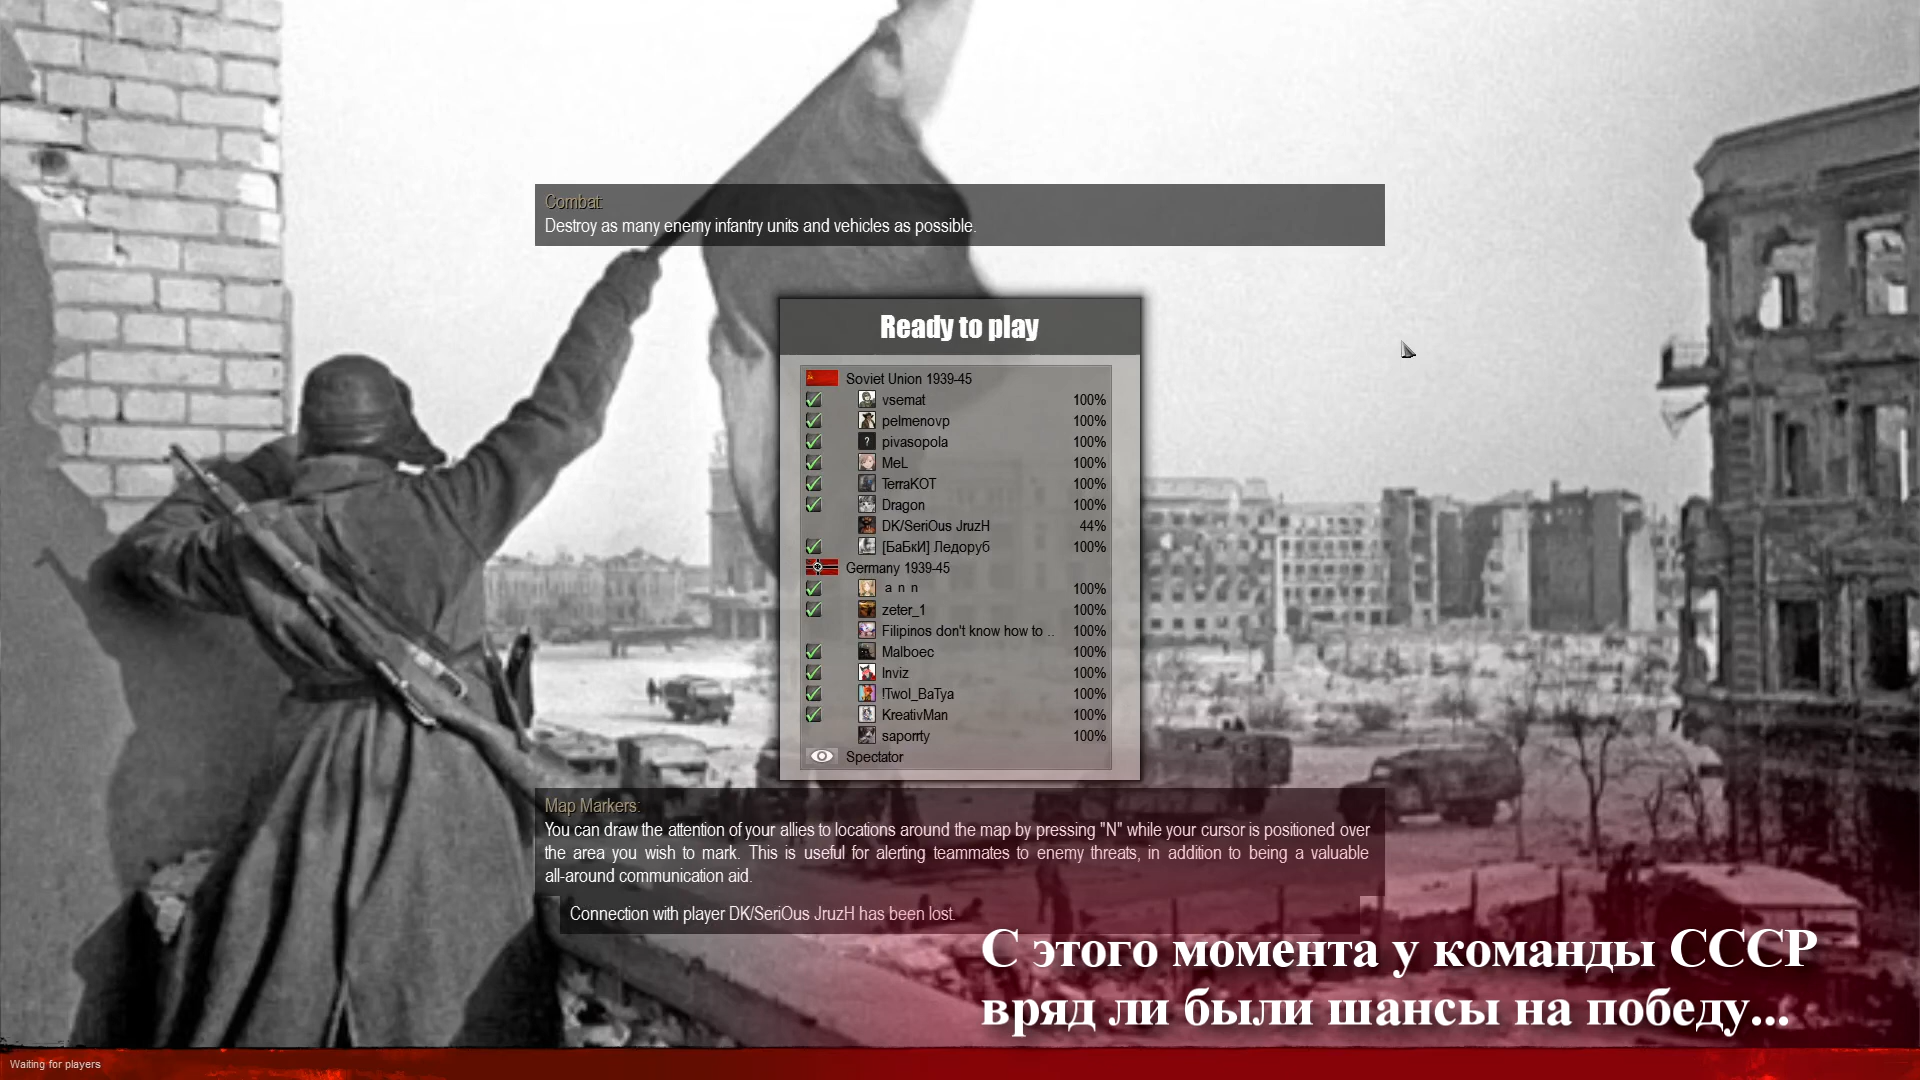 Combat:
Destroy as many enemy infantry units and vehicles as possible.
Ready to play
Soviet Union 1939-45
vsemat 100%
pelmenovp 100%
? pivasopola 100%
MeL 100%
TerraKOT 100%
Dragon 100%
DK/SeriOus JruzH 44%
[БаБкИ] Ледоруб 100%
Germany 1939-45
a n n 100%
zeter_1 100%
Filipinos don't know how to .. 100%
Malboec 100%
Inviz 100%
!Twoi_BaTya 100%
KreativMan 100%
saporrty 100%
Spectator
Map Markers:
You can draw the attention of your allies to locations around the map by pressing "N" while your cursor is positioned over
the area you wish to mark. This is useful for alerting teammates to enemy threats, in addition to being a valuable
all-around communication aid.
Connection with player DK/SeriOus JruzH has been lost.
С этого момента у команды СССР
вряд ли были шансы на победу...
Waiting for players